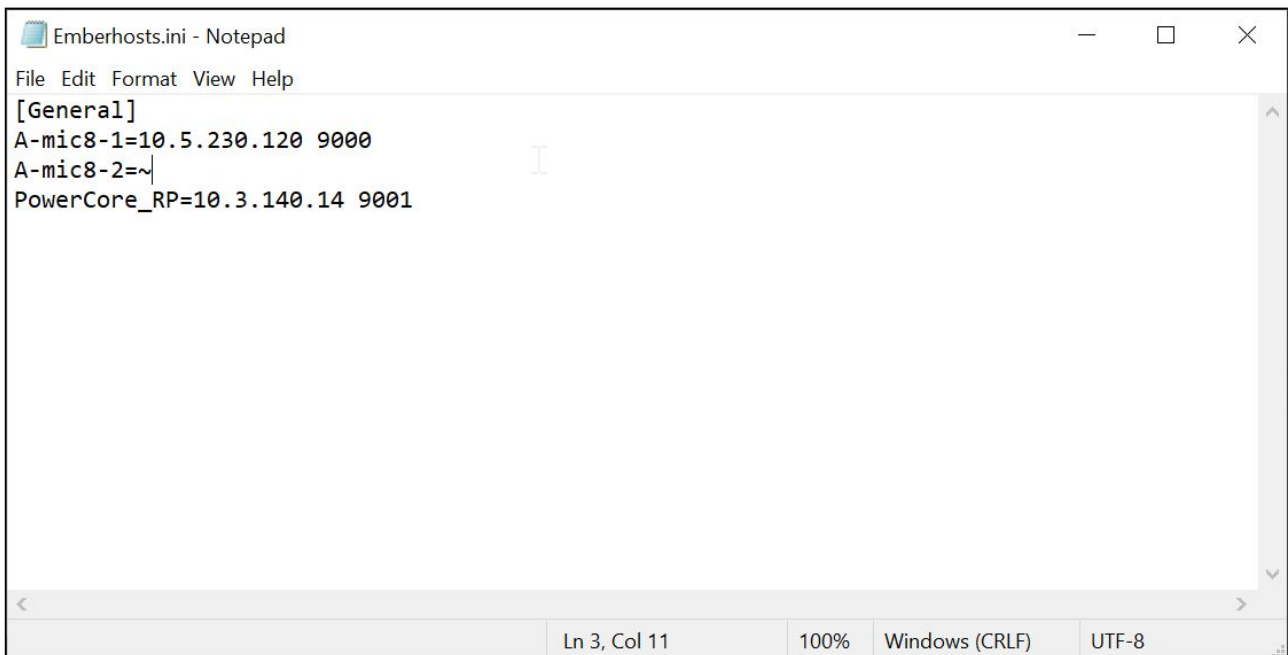 Emberhosts.ini - Notepad
File Edit Format View Help
[General]
A-mic8-1=10.5.230.120 9000
A-mic8-2=~
PowerCore_RP=10.3.140.14 9001
Ln 3, Col 11 100% Windows (CRLF) UTF-8